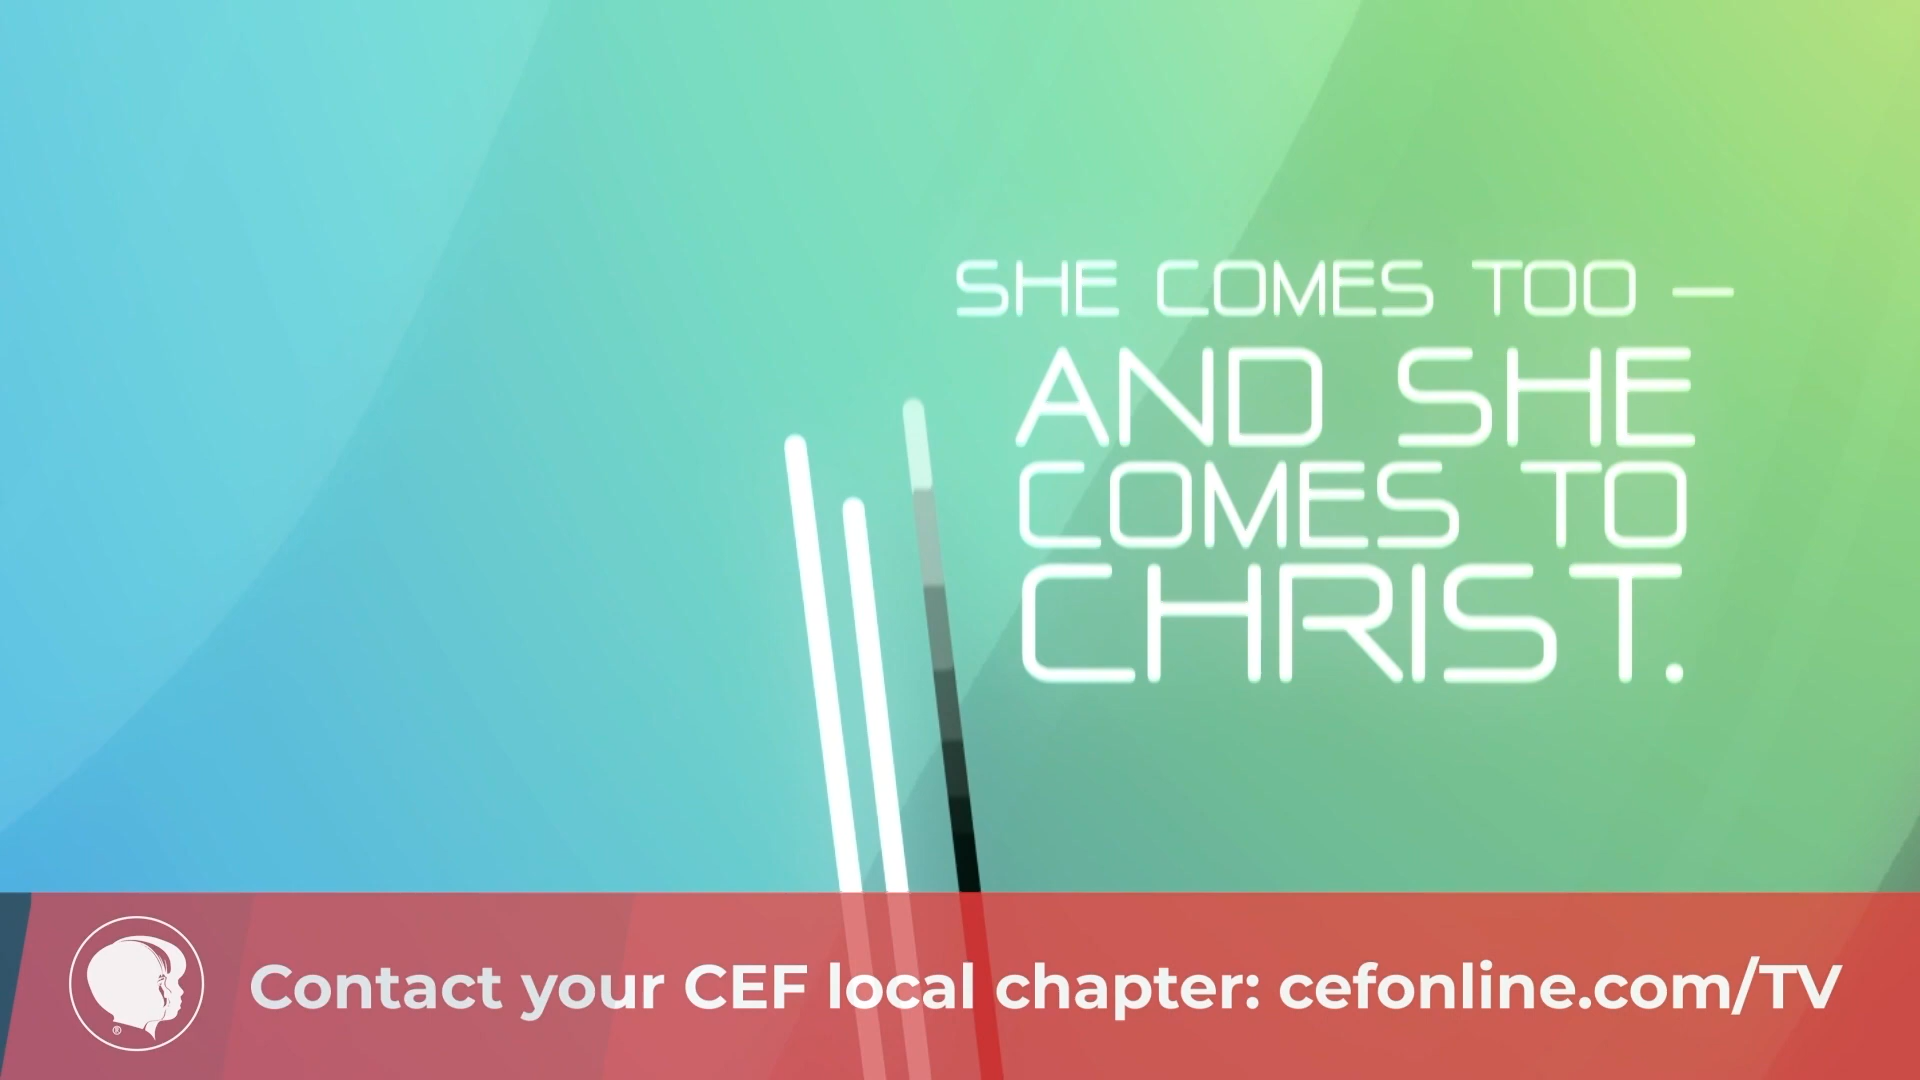 SHE COMES TOO —
AND SHE
COMES TO
CHRIST.
Contact your CEF local chapter: cefonline.com/TV
®